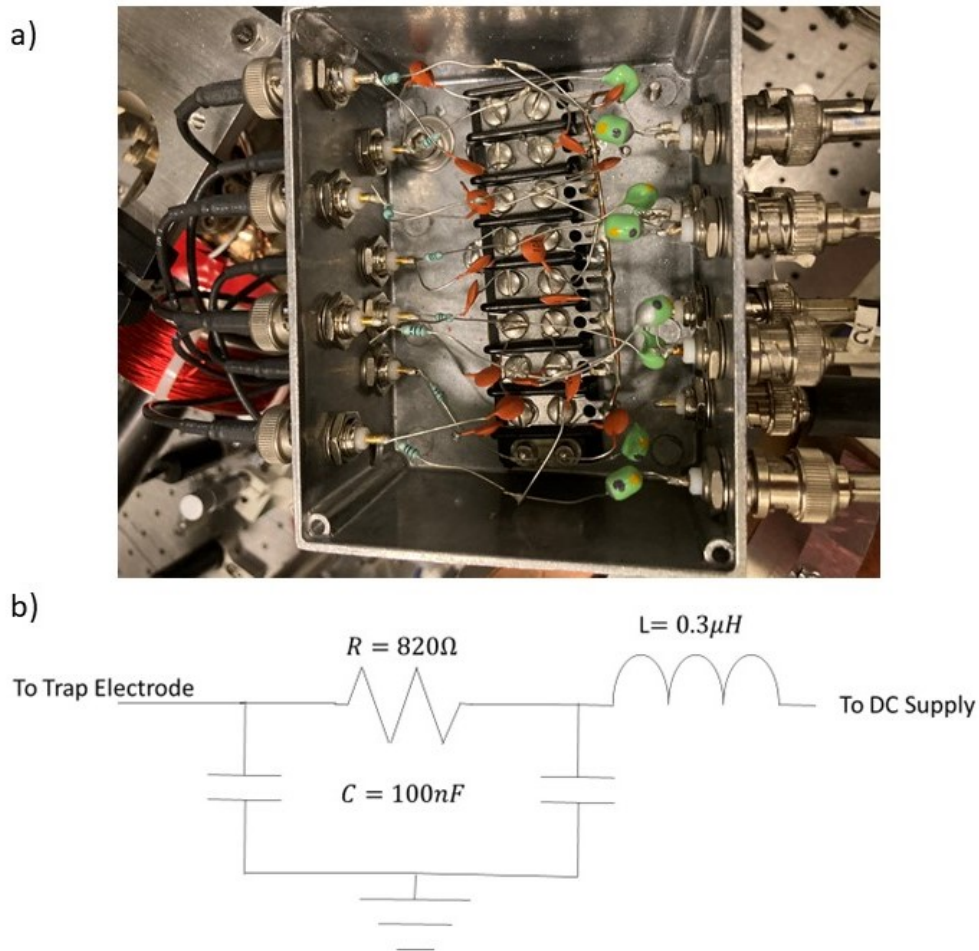 a)
b)
R = 820Ω
L= 0.3μH
To Trap Electrode
To DC Supply
C = 100nF